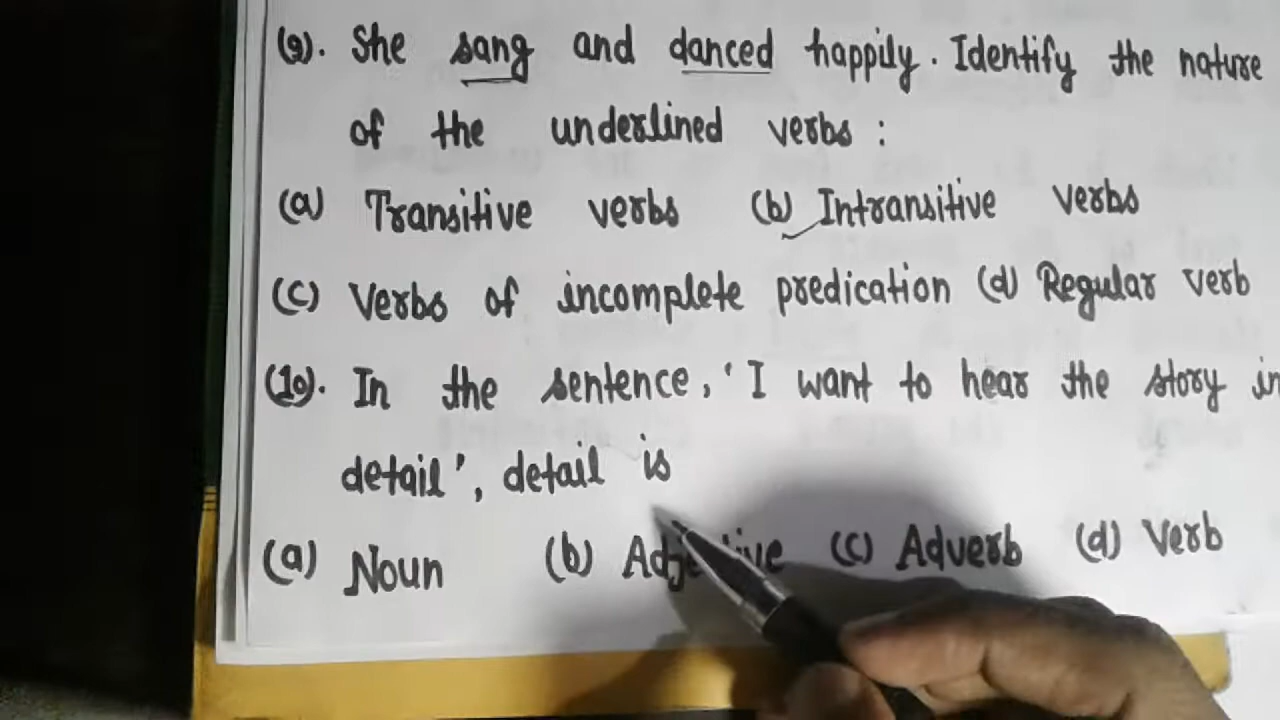 (9). She sang and danced happily. Identify the nature
of the underlined verbs :
(a) Transitive verbs (b) Intransitive verbs
(c) Verbs of incomplete predication (d) Regular verb
(10). In the sentence, 'I want to hear the story in
detail', detail is
(a) Noun (b) Adjective (c) Adverb (d) Verb